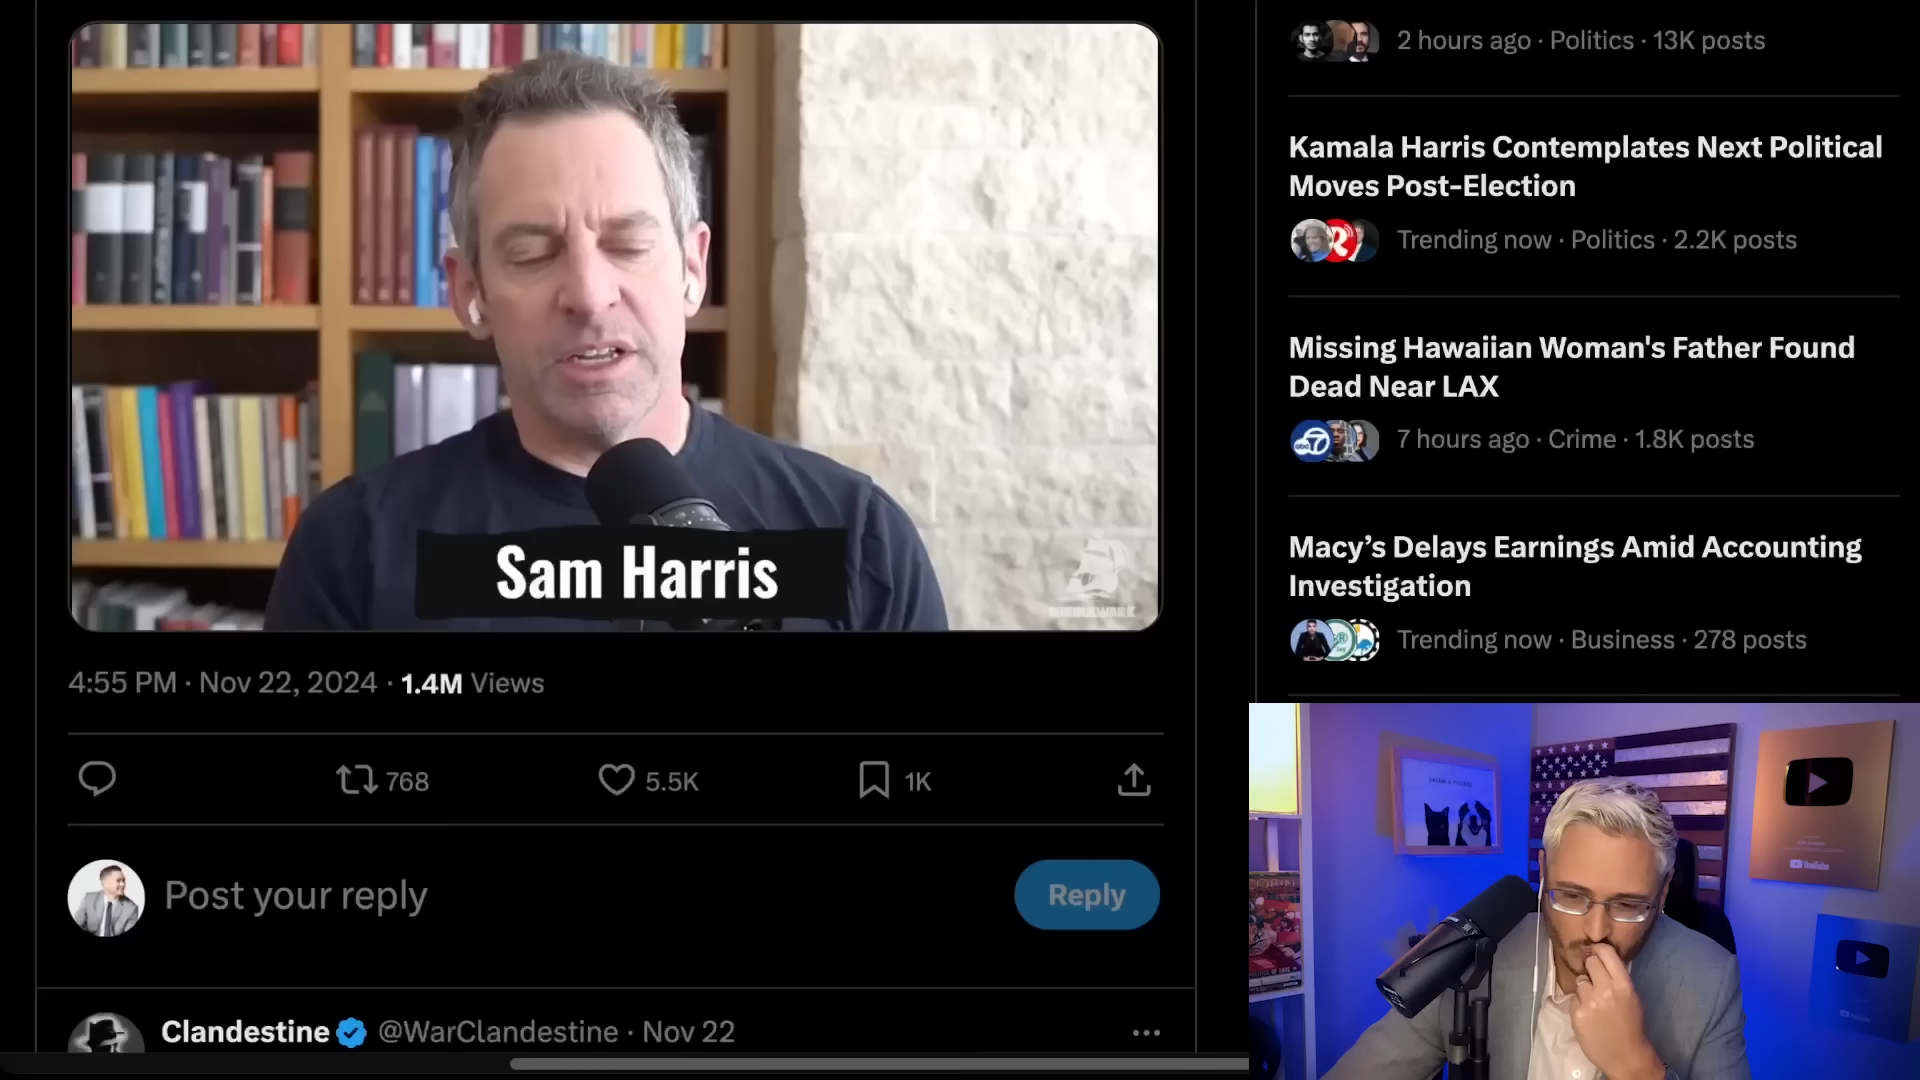 Sam Harris
4:55 PM · Nov 22, 2024 · 1.4M Views
768
5.5K
1K
Post your reply
Reply
Clandestine @WarClandestine · Nov 22
2 hours ago · Politics · 13K posts
Kamala Harris Contemplates Next Political
Moves Post-Election
Trending now · Politics · 2.2K posts
Missing Hawaiian Woman's Father Found
Dead Near LAX
abc 7
7 hours ago · Crime · 1.8K posts
Macy’s Delays Earnings Amid Accounting
Investigation
Trending now · Business · 278 posts
YouTube